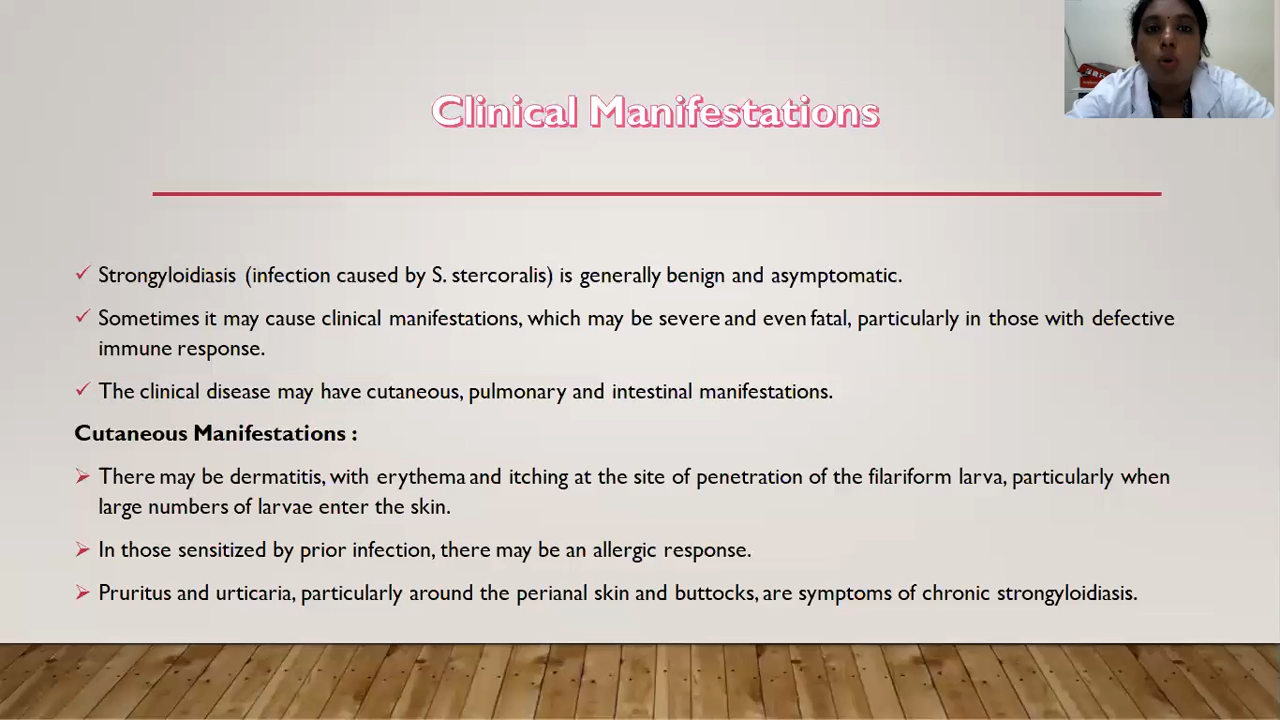 Clinical Manifestations
Strongyloidiasis (infection caused by S. stercoralis) is generally benign and asymptomatic.
Sometimes it may cause clinical manifestations, which may be severe and even fatal, particularly in those with defective
immune response.
The clinical disease may have cutaneous, pulmonary and intestinal manifestations.
Cutaneous Manifestations :
There may be dermatitis, with erythema and itching at the site of penetration of the filariform larva, particularly when
large numbers of larvae enter the skin.
In those sensitized by prior infection, there may be an allergic response.
Pruritus and urticaria, particularly around the perianal skin and buttocks, are symptoms of chronic strongyloidiasis.